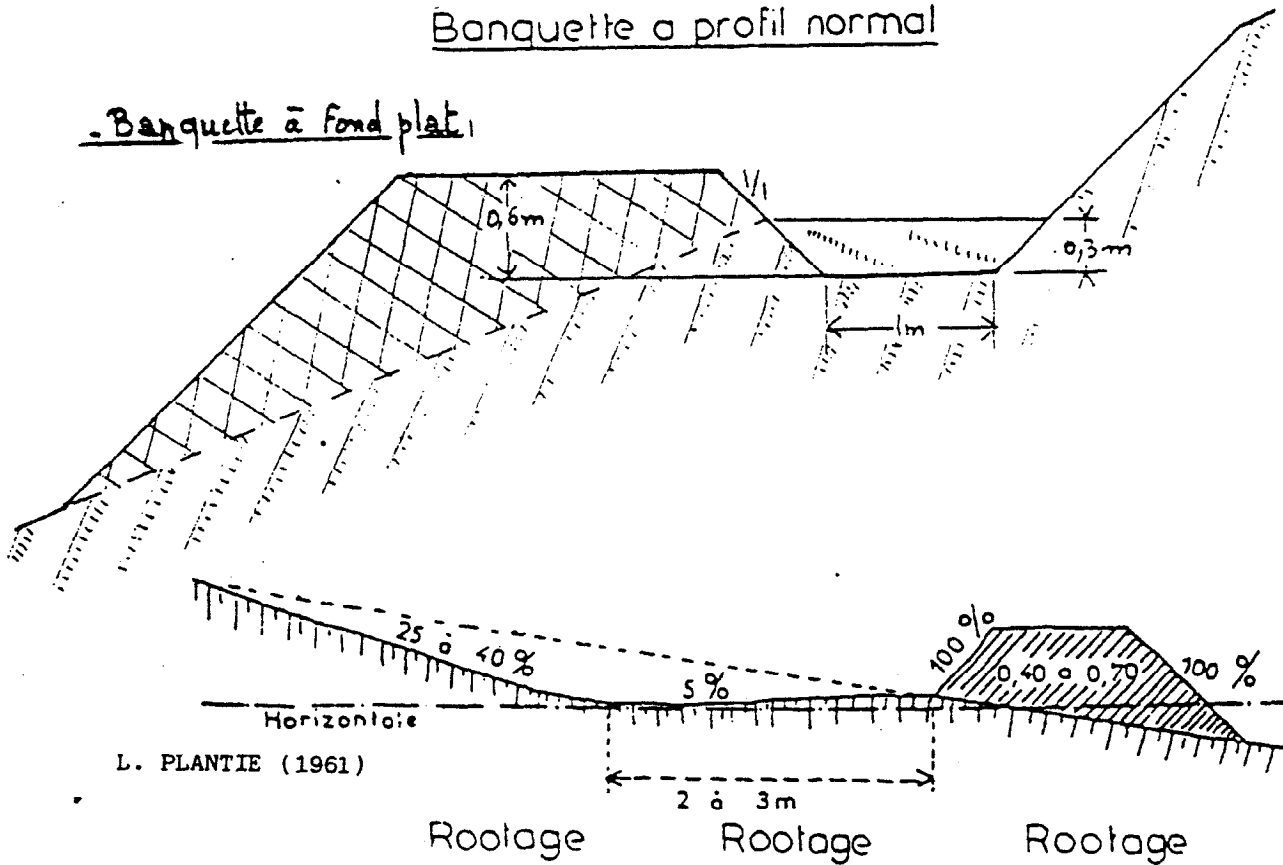 Banquette a profil normal
- Banquette à Fond plat
1/1
0,6m
0,3m
1m
25 à 40 %
5 %
100 %
0,40 a 0,70
100 %
Horizontale
L. PLANTIE (1961)
2 à 3m
Rootage Rootage Rootage